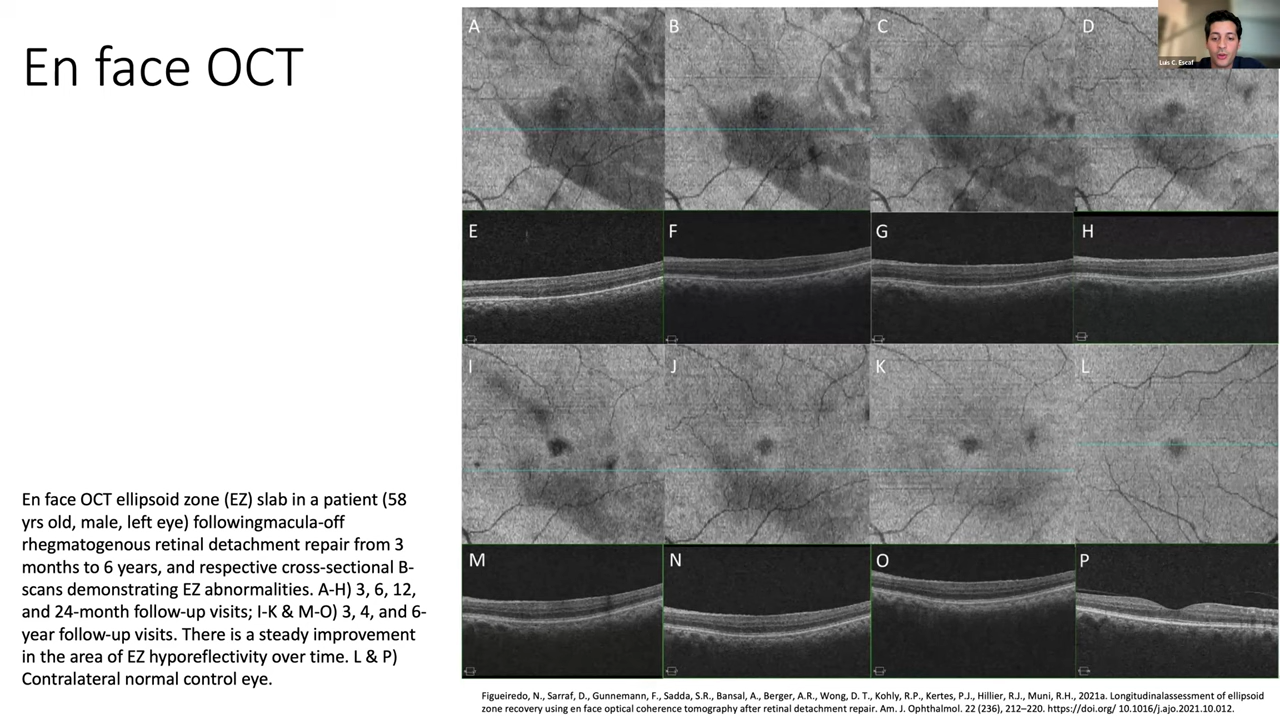 En face OCT
A
B
C
D
Luis C. Escaf
E
F
G
H
I
J
K
L
M
N
O
P
En face OCT ellipsoid zone (EZ) slab in a patient (58
yrs old, male, left eye) followingmacula-off
rhegmatogenous retinal detachment repair from 3
months to 6 years, and respective cross-sectional B-
scans demonstrating EZ abnormalities. A-H) 3, 6, 12,
and 24-month follow-up visits; I-K & M-O) 3, 4, and 6-
year follow-up visits. There is a steady improvement
in the area of EZ hyporeflectivity over time. L & P)
Contralateral normal control eye.
Figueiredo, N., Sarraf, D., Gunnemann, F., Sadda, S.R., Bansal, A., Berger, A.R., Wong, D. T., Kohly, R.P., Kertes, P.J., Hillier, R.J., Muni, R.H., 2021a. Longitudinalassessment of ellipsoid
zone recovery using en face optical coherence tomography after retinal detachment repair. Am. J. Ophthalmol. 22 (236), 212–220. https://doi.org/ 10.1016/j.ajo.2021.10.012.